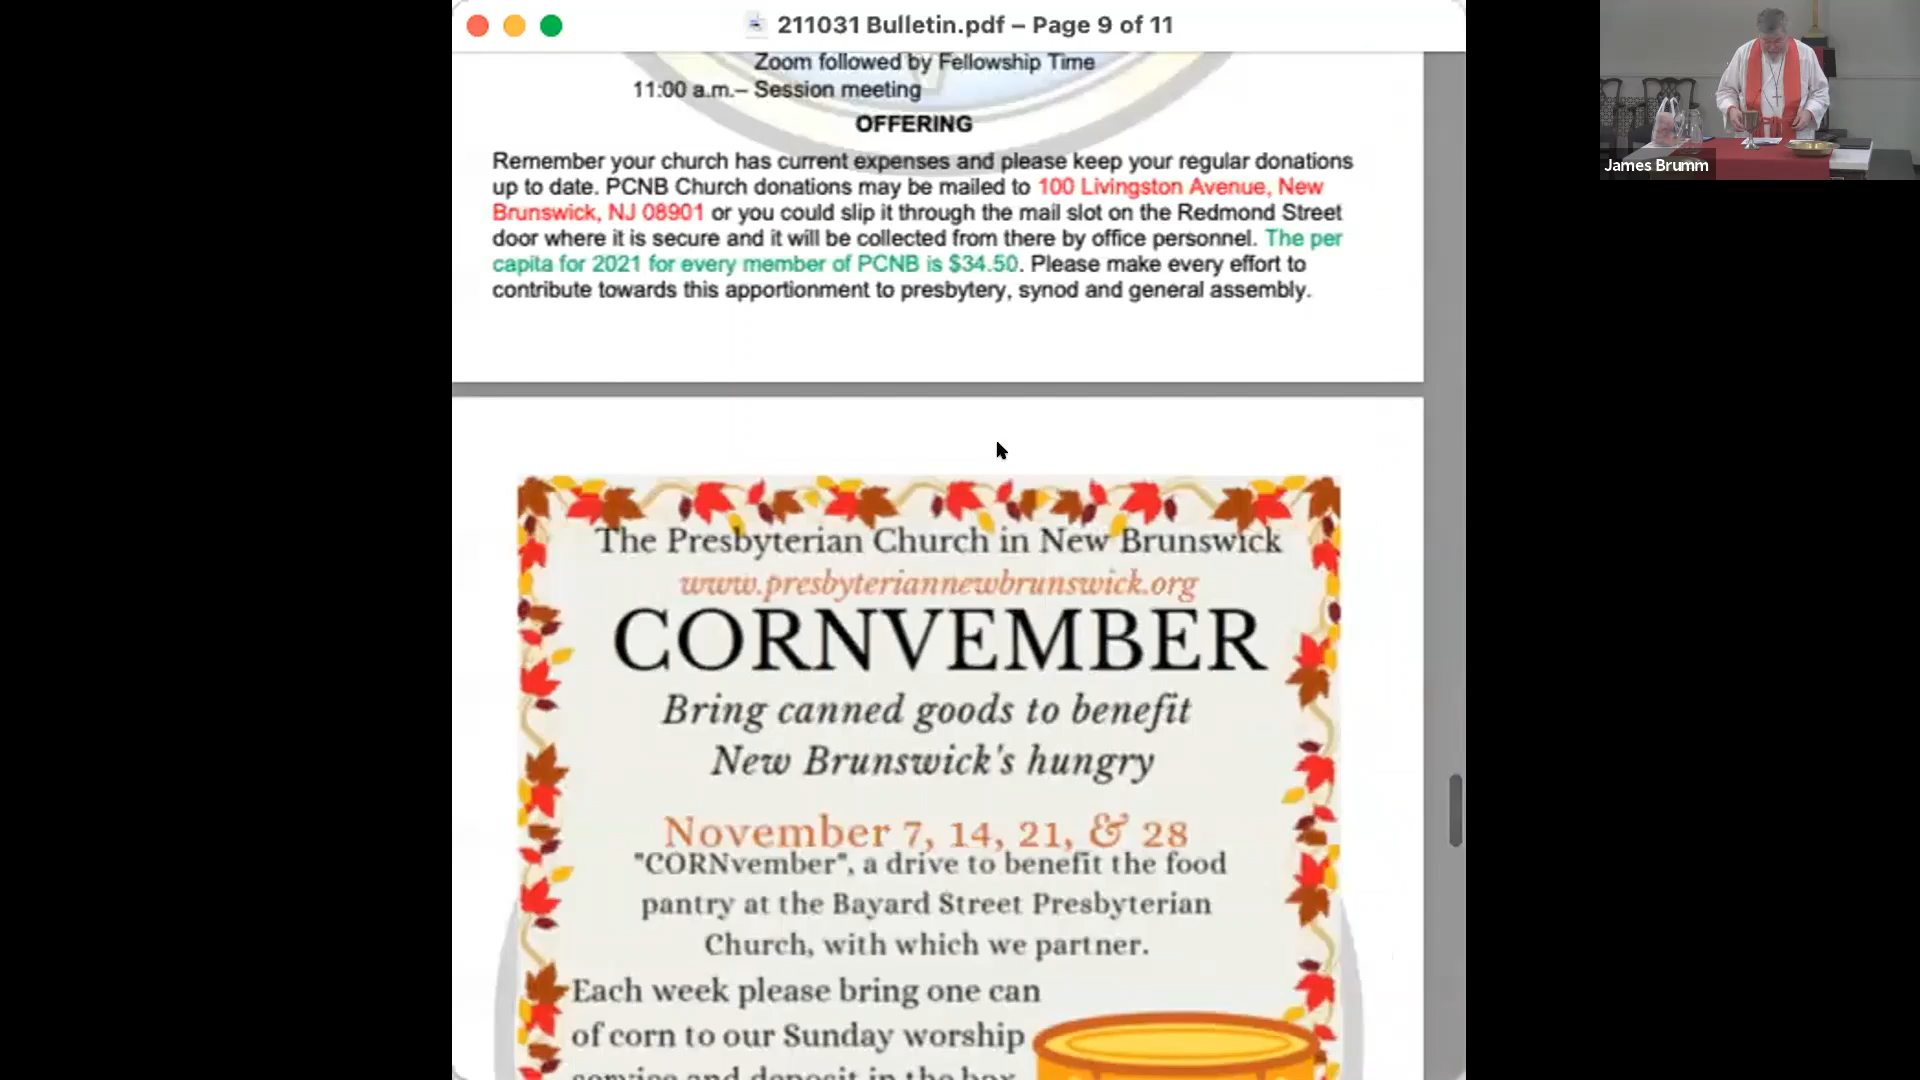 211031 Bulletin.pdf – Page 9 of 11
Zoom followed by Fellowship Time
11:00 a.m.– Session meeting
OFFERING
Remember your church has current expenses and please keep your regular donations
up to date. PCNB Church donations may be mailed to 100 Livingston Avenue, New
Brunswick, NJ 08901 or you could slip it through the mail slot on the Redmond Street
door where it is secure and it will be collected from there by office personnel. The per
capita for 2021 for every member of PCNB is $34.50. Please make every effort to
contribute towards this apportionment to presbytery, synod and general assembly.
The Presbyterian Church in New Brunswick
www.presbyteriannewbrunswick.org
CORNVEMBER
Bring canned goods to benefit
New Brunswick's hungry
November 7, 14, 21, & 28
"CORNvember", a drive to benefit the food
pantry at the Bayard Street Presbyterian
Church, with which we partner.
Each week please bring one can
of corn to our Sunday worship
service and deposit in the box
James Brumm